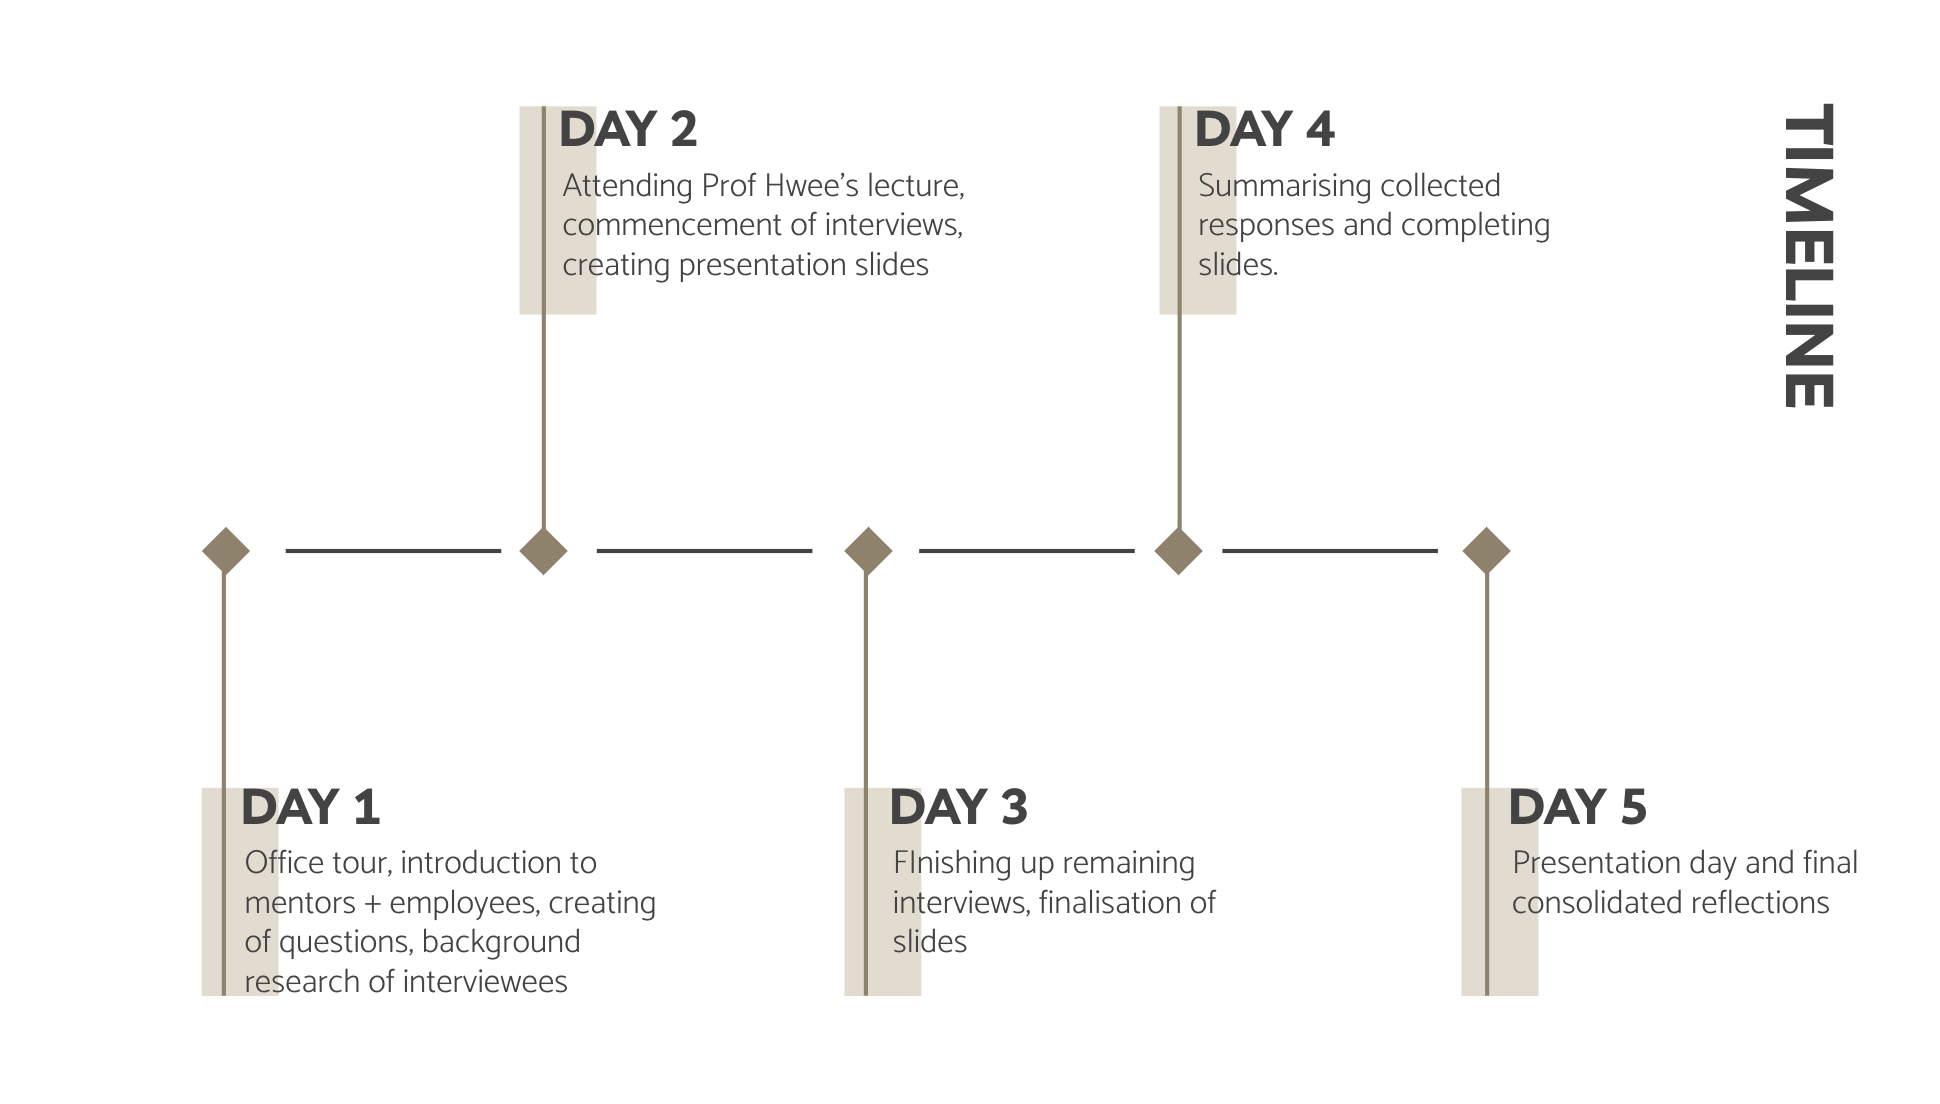 TIMELINE
DAY 1
Office tour, introduction to
mentors + employees, creating
of questions, background
research of interviewees
DAY 2
Attending Prof Hwee’s lecture,
commencement of interviews,
creating presentation slides
DAY 3
FInishing up remaining
interviews, finalisation of
slides
DAY 4
Summarising collected
responses and completing
slides.
DAY 5
Presentation day and final
consolidated reflections